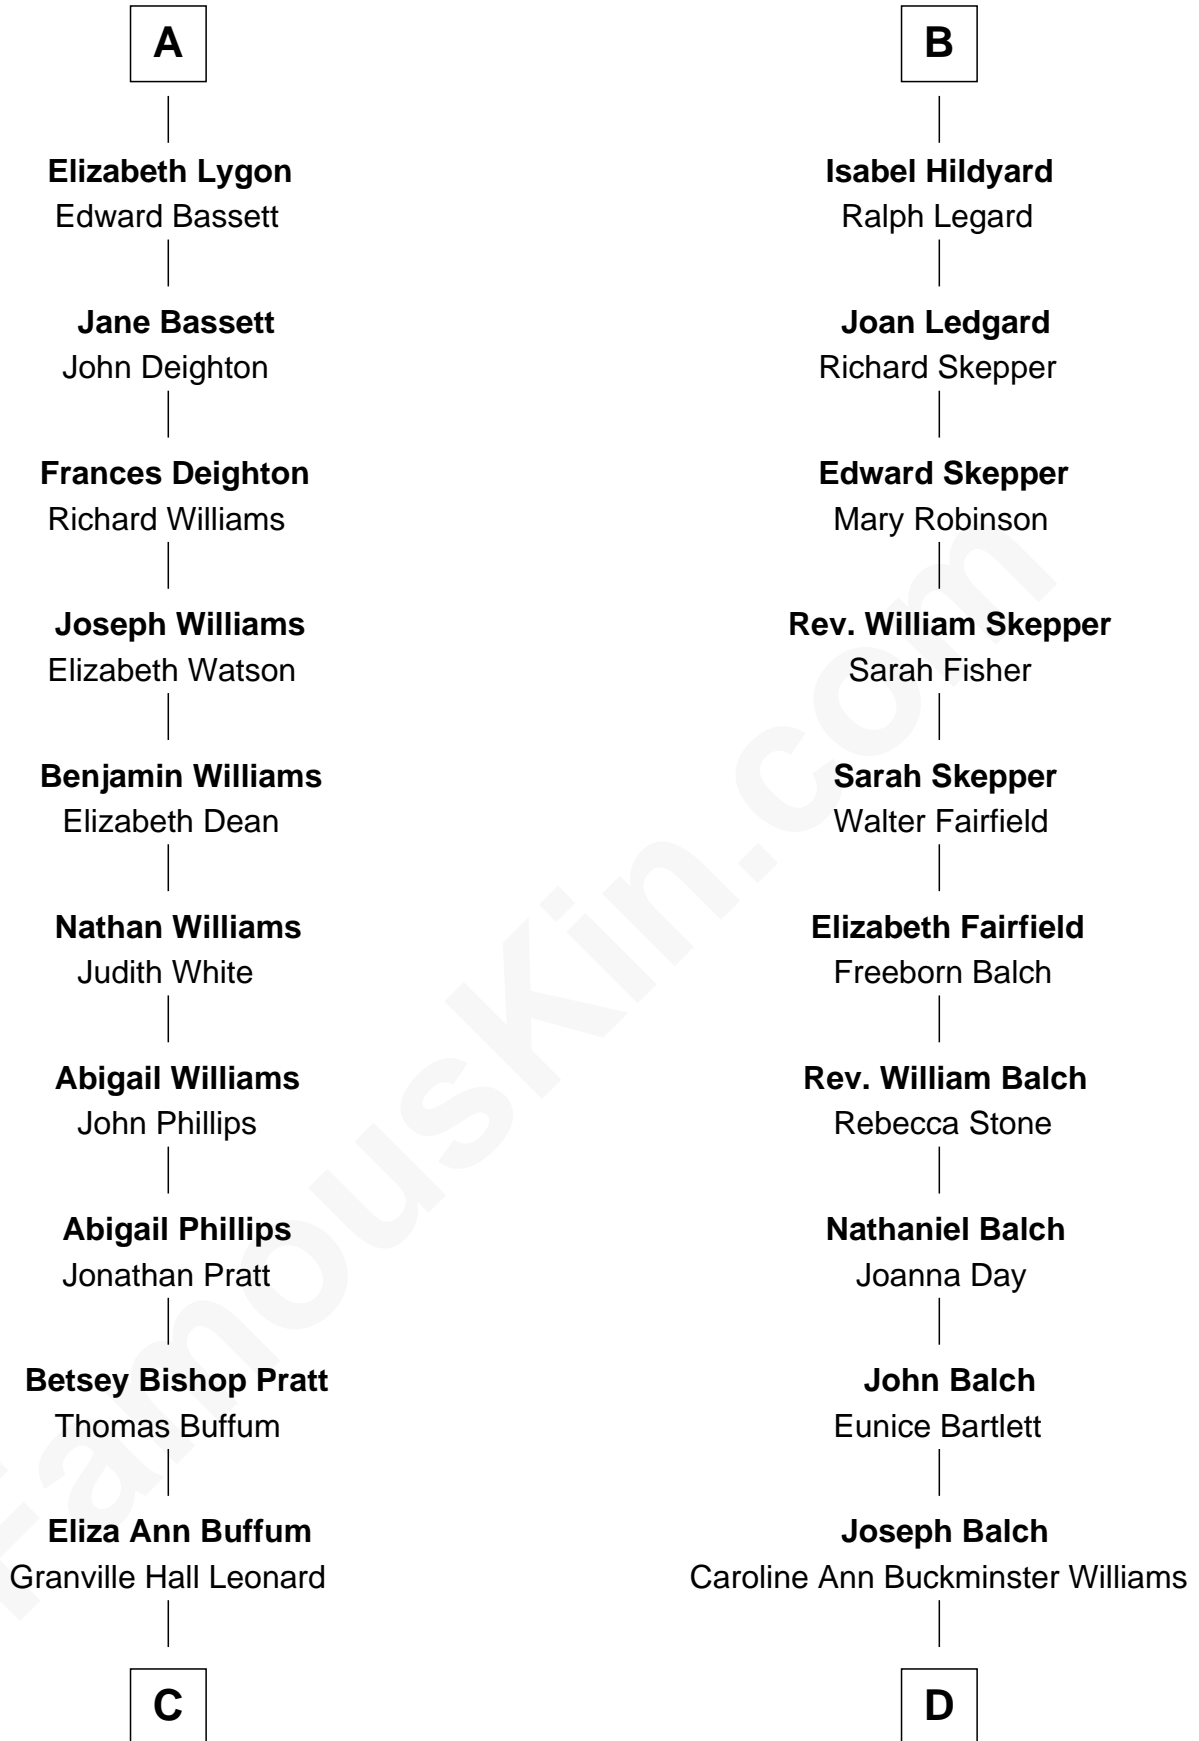 A
Elizabeth Lygon
Edward Bassett
Jane Bassett
John Deighton
Frances Deighton
Richard Williams
Joseph Williams
Elizabeth Watson
Benjamin Williams
Elizabeth Dean
Nathan Williams
Judith White
Abigail Williams
John Phillips
Abigail Phillips
Jonathan Pratt
Betsey Bishop Pratt
Thomas Buffum
Eliza Ann Buffum
Granville Hall Leonard
C
B
Isabel Hildyard
Ralph Legard
Joan Ledgard
Richard Skepper
Edward Skepper
Mary Robinson
Rev. William Skepper
Sarah Fisher
Sarah Skepper
Walter Fairfield
Elizabeth Fairfield
Freeborn Balch
Rev. William Balch
Rebecca Stone
Nathaniel Balch
Joanna Day
John Balch
Eunice Bartlett
Joseph Balch
Caroline Ann Buckminster Williams
D
FamousKin.com